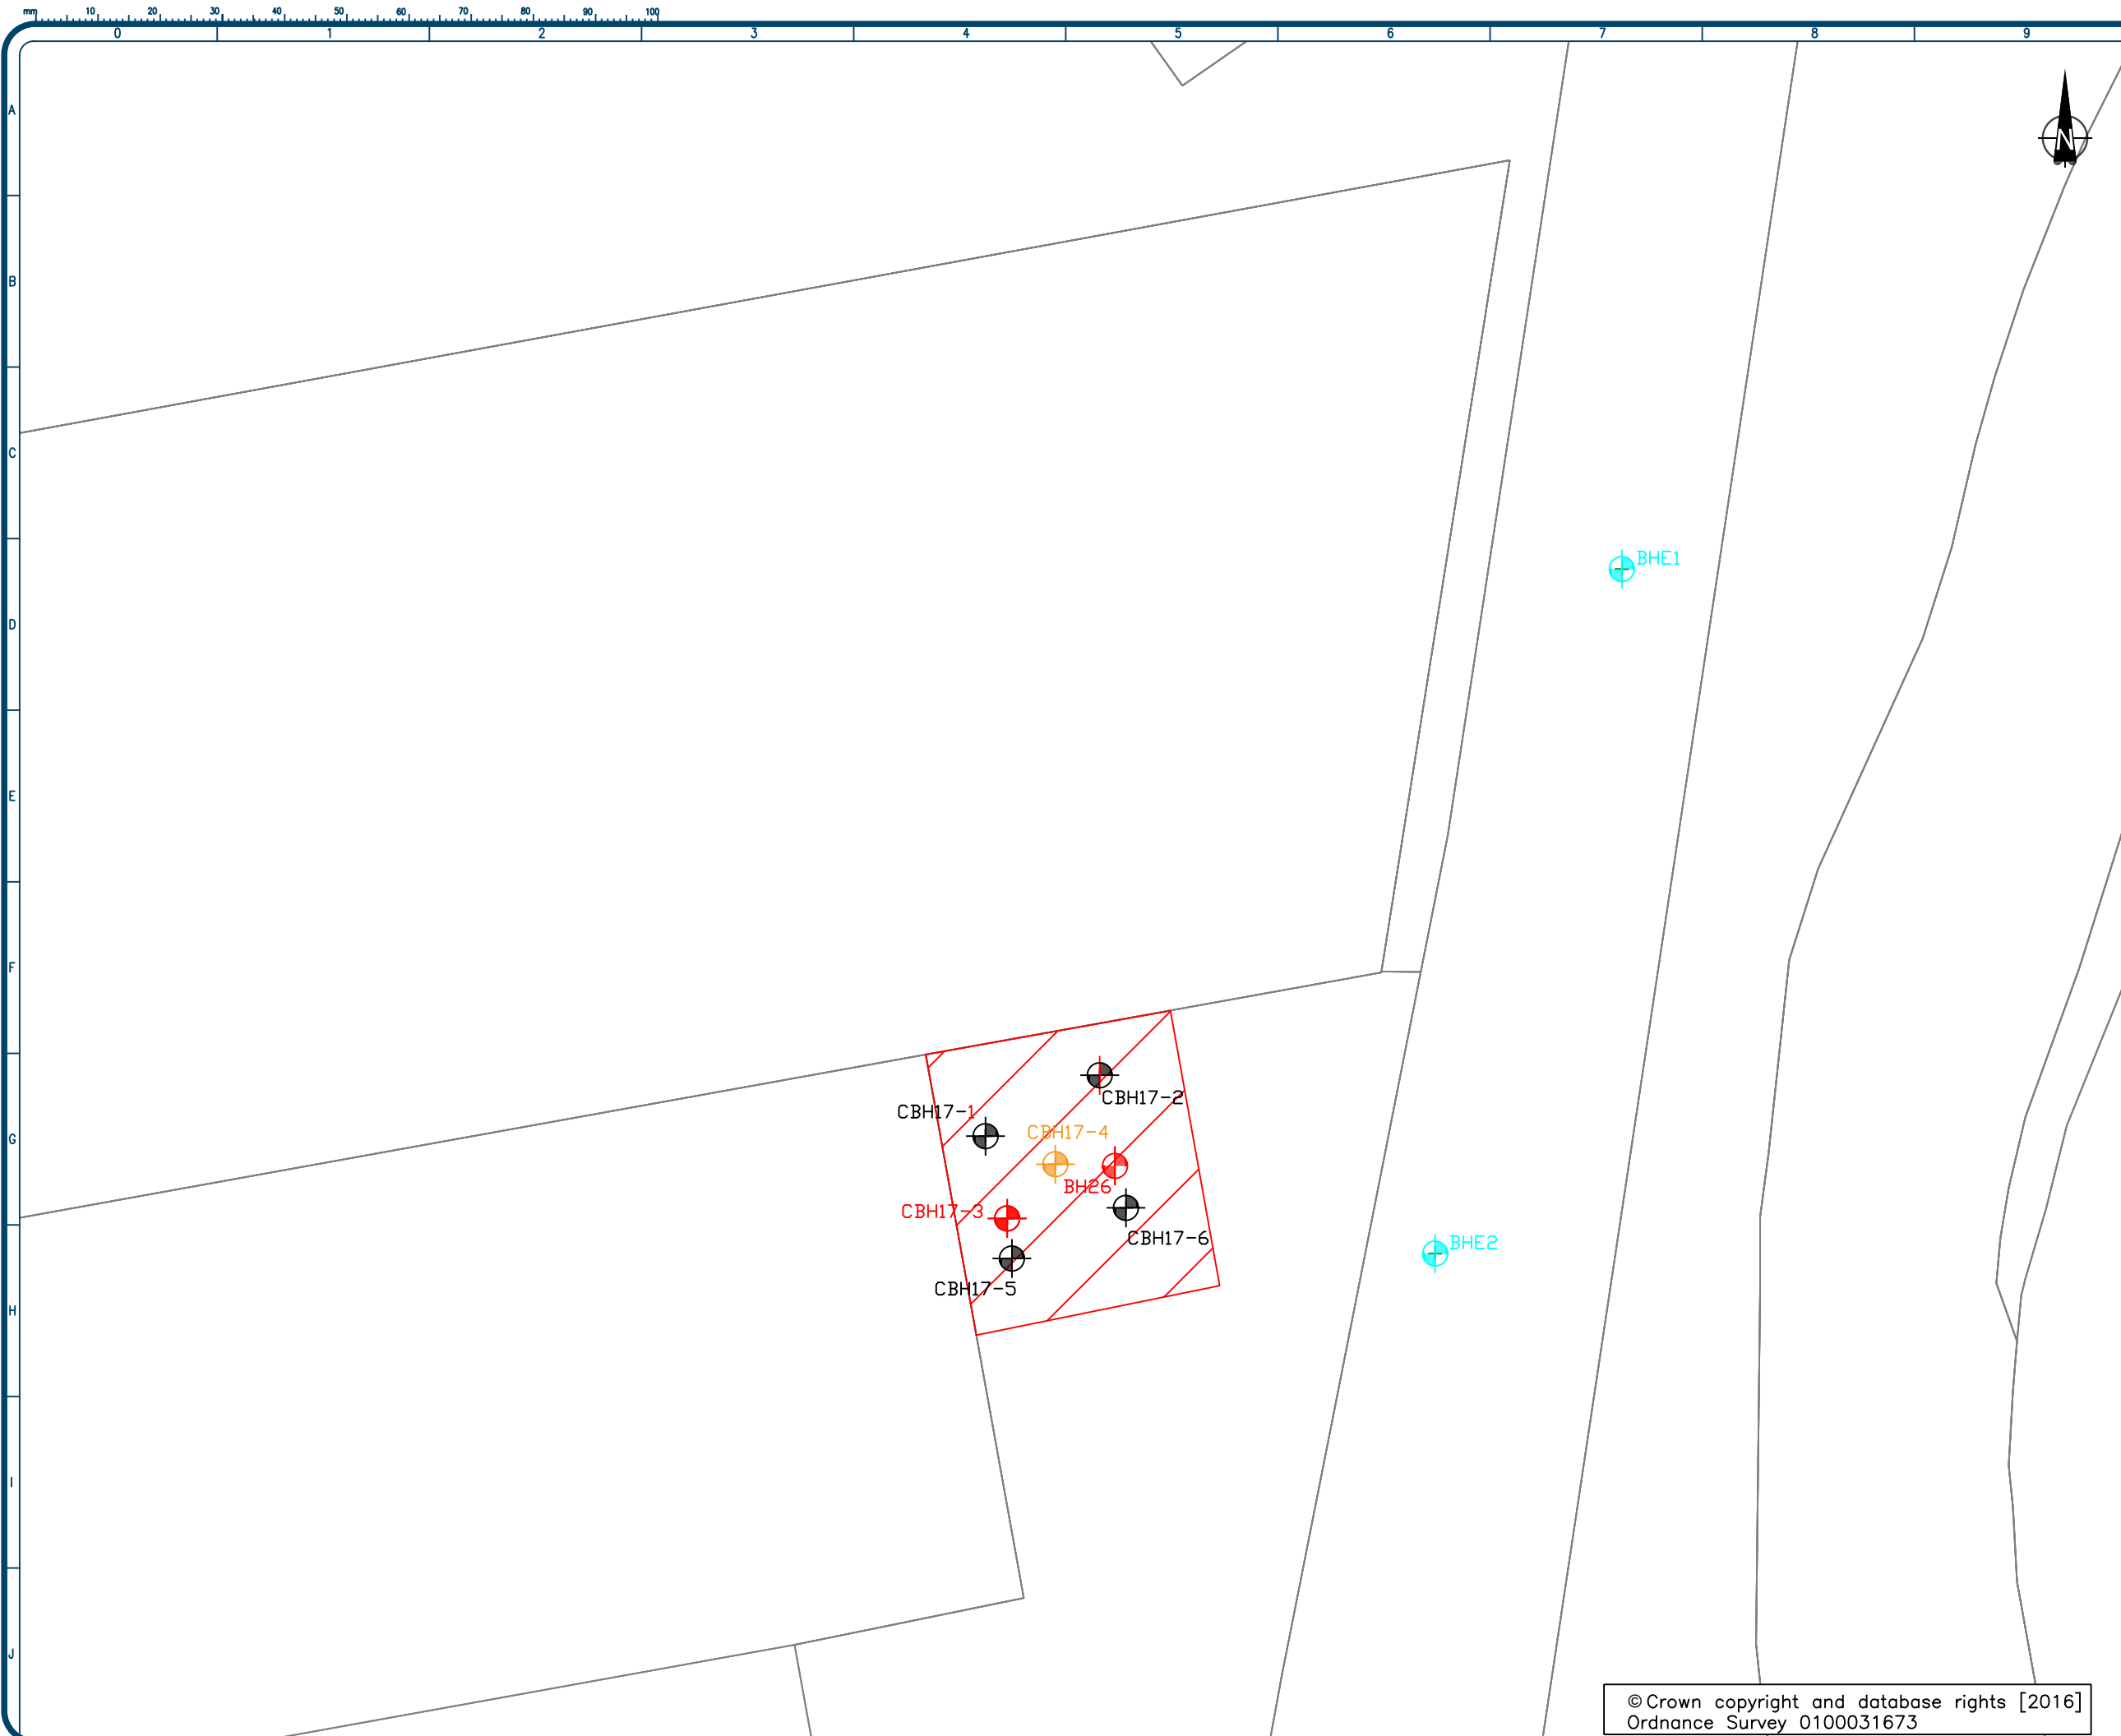 mm 10 20 30 40 50 60 70 80 90 100
0 1 2 3 4 5 6 7 8 9
A
N
B
C
BHE1
D
E
F
CBH17-2
CBH17-1
CBH17-4
G
BH26
CBH17-3
CBH17-6
BHE2
CBH17-5
H
I
J
© Crown copyright and database rights [2016]
Ordnance Survey 0100031673